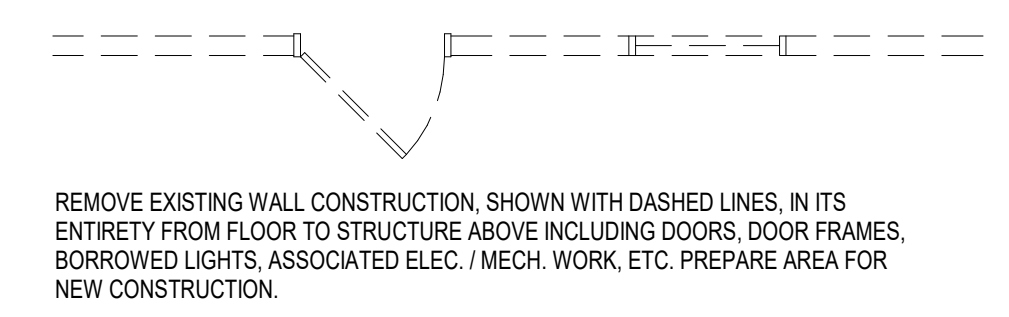 REMOVE EXISTING WALL CONSTRUCTION, SHOWN WITH DASHED LINES, IN ITS
ENTIRETY FROM FLOOR TO STRUCTURE ABOVE INCLUDING DOORS, DOOR FRAMES,
BORROWED LIGHTS, ASSOCIATED ELEC. / MECH. WORK, ETC. PREPARE AREA FOR
NEW CONSTRUCTION.